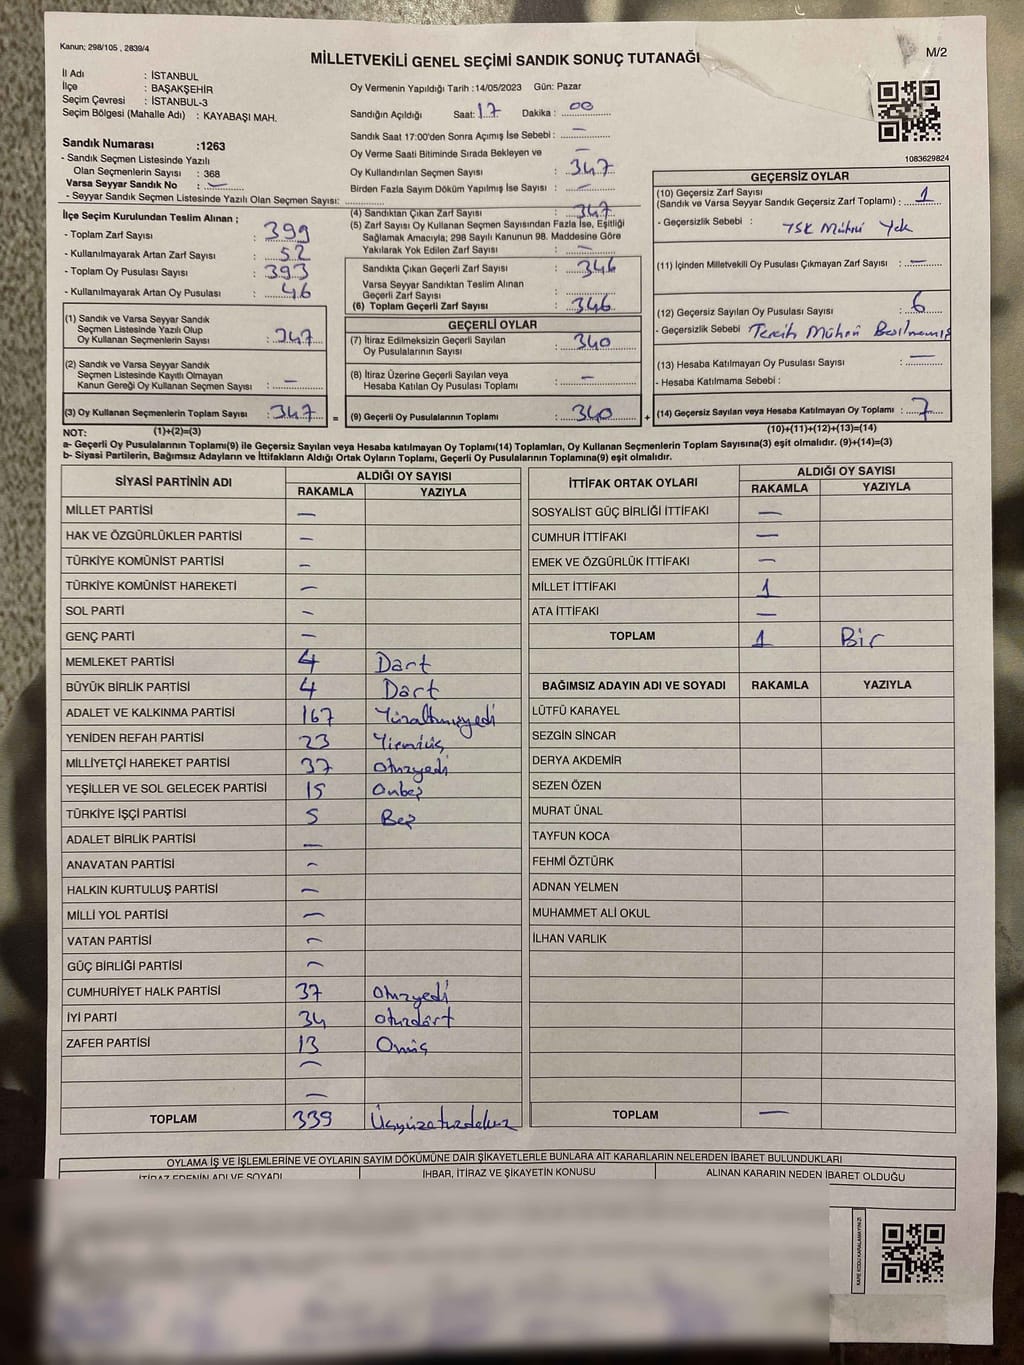 Kanun: 298/105 , 2839/4
MİLLETVEKİLİ GENEL SEÇİMİ SANDIK SONUÇ TUTANAĞI
M/2
İl Adı : İSTANBUL
İlçe : BAŞAKŞEHİR
Seçim Çevresi : İSTANBUL-3
Seçim Bölgesi (Mahalle Adı) : KAYABAŞI MAH.
Sandık Numarası :1263
- Sandık Seçmen Listesinde Yazılı
Olan Seçmenlerin Sayısı : 368
Varsa Seyyar Sandık No : —
- Seyyar Sandık Seçmen Listesinde Yazılı Olan Seçmen Sayısı:
Oy Vermenin Yapıldığı Tarih :14/05/2023 Gün: Pazar
Sandığın Açıldığı Saat: 17 Dakika : 00
Sandık Saat 17:00'den Sonra Açımış İse Sebebi : —
Oy Verme Saati Bitiminde Sırada Bekleyen ve
Oy Kullandırılan Seçmen Sayısı : 347
Birden Fazla Sayım Döküm Yapılmış İse Sayısı : —
1083629824
İlçe Seçim Kurulundan Teslim Alınan ;
- Toplam Zarf Sayısı : 399
- Kullanılmayarak Artan Zarf Sayısı : 52
- Toplam Oy Pusulası Sayısı : 393
- Kullanılmayarak Artan Oy Pusulası : 46
(4) Sandıktan Çıkan Zarf Sayısı : 347
(5) Zarf Sayısı Oy Kullanan Seçmen Sayısından Fazla İse, Eşitliği
Sağlamak Amacıyla; 298 Sayılı Kanunun 98. Maddesine Göre
Yakılarak Yok Edilen Zarf Sayısı : —
Sandıkta Çıkan Geçerli Zarf Sayısı : 346
Varsa Seyyar Sandıktan Teslim Alınan
Geçerli Zarf Sayısı :
(6) Toplam Geçerli Zarf Sayısı : 346
GEÇERSİZ OYLAR
(10) Geçersiz Zarf Sayısı
(Sandık ve Varsa Seyyar Sandık Geçersiz Zarf Toplamı) : 1
- Geçersizlik Sebebi : YSK Mührü Yok
(11) İçinden Milletvekili Oy Pusulası Çıkmayan Zarf Sayısı : —
(12) Geçersiz Sayılan Oy Pusulası Sayısı : 6
- Geçersizlik Sebebi Tercih Mührü Basılmamış
(13) Hesaba Katılmayan Oy Pusulası Sayısı : —
- Hesaba Katılmama Sebebi :
(14) Geçersiz Sayılan veya Hesaba Katılmayan Oy Toplamı : 7
(10)+(11)+(12)+(13)=(14)
(1) Sandık ve Varsa Seyyar Sandık
Seçmen Listesinde Yazılı Olup
Oy Kullanan Seçmenlerin Sayısı : 347
(2) Sandık ve Varsa Seyyar Sandık
Seçmen Listesinde Kayıtlı Olmayan
Kanun Gereği Oy Kullanan Seçmen Sayısı : —
(3) Oy Kullanan Seçmenlerin Toplam Sayısı : 347 =
(1)+(2)=(3)
GEÇERLİ OYLAR
(7) İtiraz Edilmeksizin Geçerli Sayılan
Oy Pusulalarının Sayısı : 340
(8) İtiraz Üzerine Geçerli Sayılan veya
Hesaba Katılan Oy Pusulası Toplamı : —
(9) Geçerli Oy Pusulalarının Toplamı : 340 +
NOT:
a- Geçerli Oy Pusulalarının Toplamı(9) ile Geçersiz Sayılan veya Hesaba katılmayan Oy Toplamı(14) Toplamları, Oy Kullanan Seçmenlerin Toplam Sayısına(3) eşit olmalıdır. (9)+(14)=(3)
b- Siyasi Partilerin, Bağımsız Adayların ve İttifakların Aldığı Ortak Oyların Toplamı, Geçerli Oy Pusulalarının Toplamına(9) eşit olmalıdır.
SİYASİ PARTİNİN ADI ALDIĞI OY SAYISI
RAKAMLA YAZIYLA
MİLLET PARTİSİ —
HAK VE ÖZGÜRLÜKLER PARTİSİ —
TÜRKİYE KOMÜNİST PARTİSİ —
TÜRKİYE KOMÜNİST HAREKETİ —
SOL PARTİ —
GENÇ PARTİ —
MEMLEKET PARTİSİ 4 Dört
BÜYÜK BİRLİK PARTİSİ 4 Dört
ADALET VE KALKINMA PARTİSİ 167 Yüzaltmışyedi
YENİDEN REFAH PARTİSİ 23 Yirmiüç
MİLLİYETÇİ HAREKET PARTİSİ 37 Otuzyedi
YEŞİLLER VE SOL GELECEK PARTİSİ 15 Onbeş
TÜRKİYE İŞÇİ PARTİSİ 5 Beş
ADALET BİRLİK PARTİSİ —
ANAVATAN PARTİSİ —
HALKIN KURTULUŞ PARTİSİ —
MİLLİ YOL PARTİSİ —
VATAN PARTİSİ —
GÜÇ BİRLİĞİ PARTİSİ —
CUMHURİYET HALK PARTİSİ 37 Otuzyedi
İYİ PARTİ 34 Otuzdört
ZAFER PARTİSİ 13 Onüç
—
—
TOPLAM 339 Üçyüzotuzdokuz
İTTİFAK ORTAK OYLARI ALDIĞI OY SAYISI
RAKAMLA YAZIYLA
SOSYALİST GÜÇ BİRLİĞİ İTTİFAKI —
CUMHUR İTTİFAKI —
EMEK VE ÖZGÜRLÜK İTTİFAKI —
MİLLET İTTİFAKI 1
ATA İTTİFAKI —
TOPLAM 1 Bir
BAĞIMSIZ ADAYIN ADI VE SOYADI RAKAMLA YAZIYLA
LÜTFÜ KARAYEL
SEZGİN SİNCAR
DERYA AKDEMİR
SEZEN ÖZEN
MURAT ÜNAL
TAYFUN KOCA
FEHMİ ÖZTÜRK
ADNAN YELMEN
MUHAMMET ALİ OKUL
İLHAN VARLIK
TOPLAM —
OYLAMA İŞ VE İŞLEMLERİNE VE OYLARIN SAYIM DÖKÜMÜNE DAİR ŞİKAYETLERLE BUNLARA AİT KARARLARIN NELERDEN İBARET BULUNDUKLARI
İTİRAZ EDENİN ADI VE SOYADI İHBAR, İTİRAZ VE ŞİKAYETİN KONUSU ALINAN KARARIN NEDEN İBARET OLDUĞU
KARE KODU KARALAMAYINIZ!